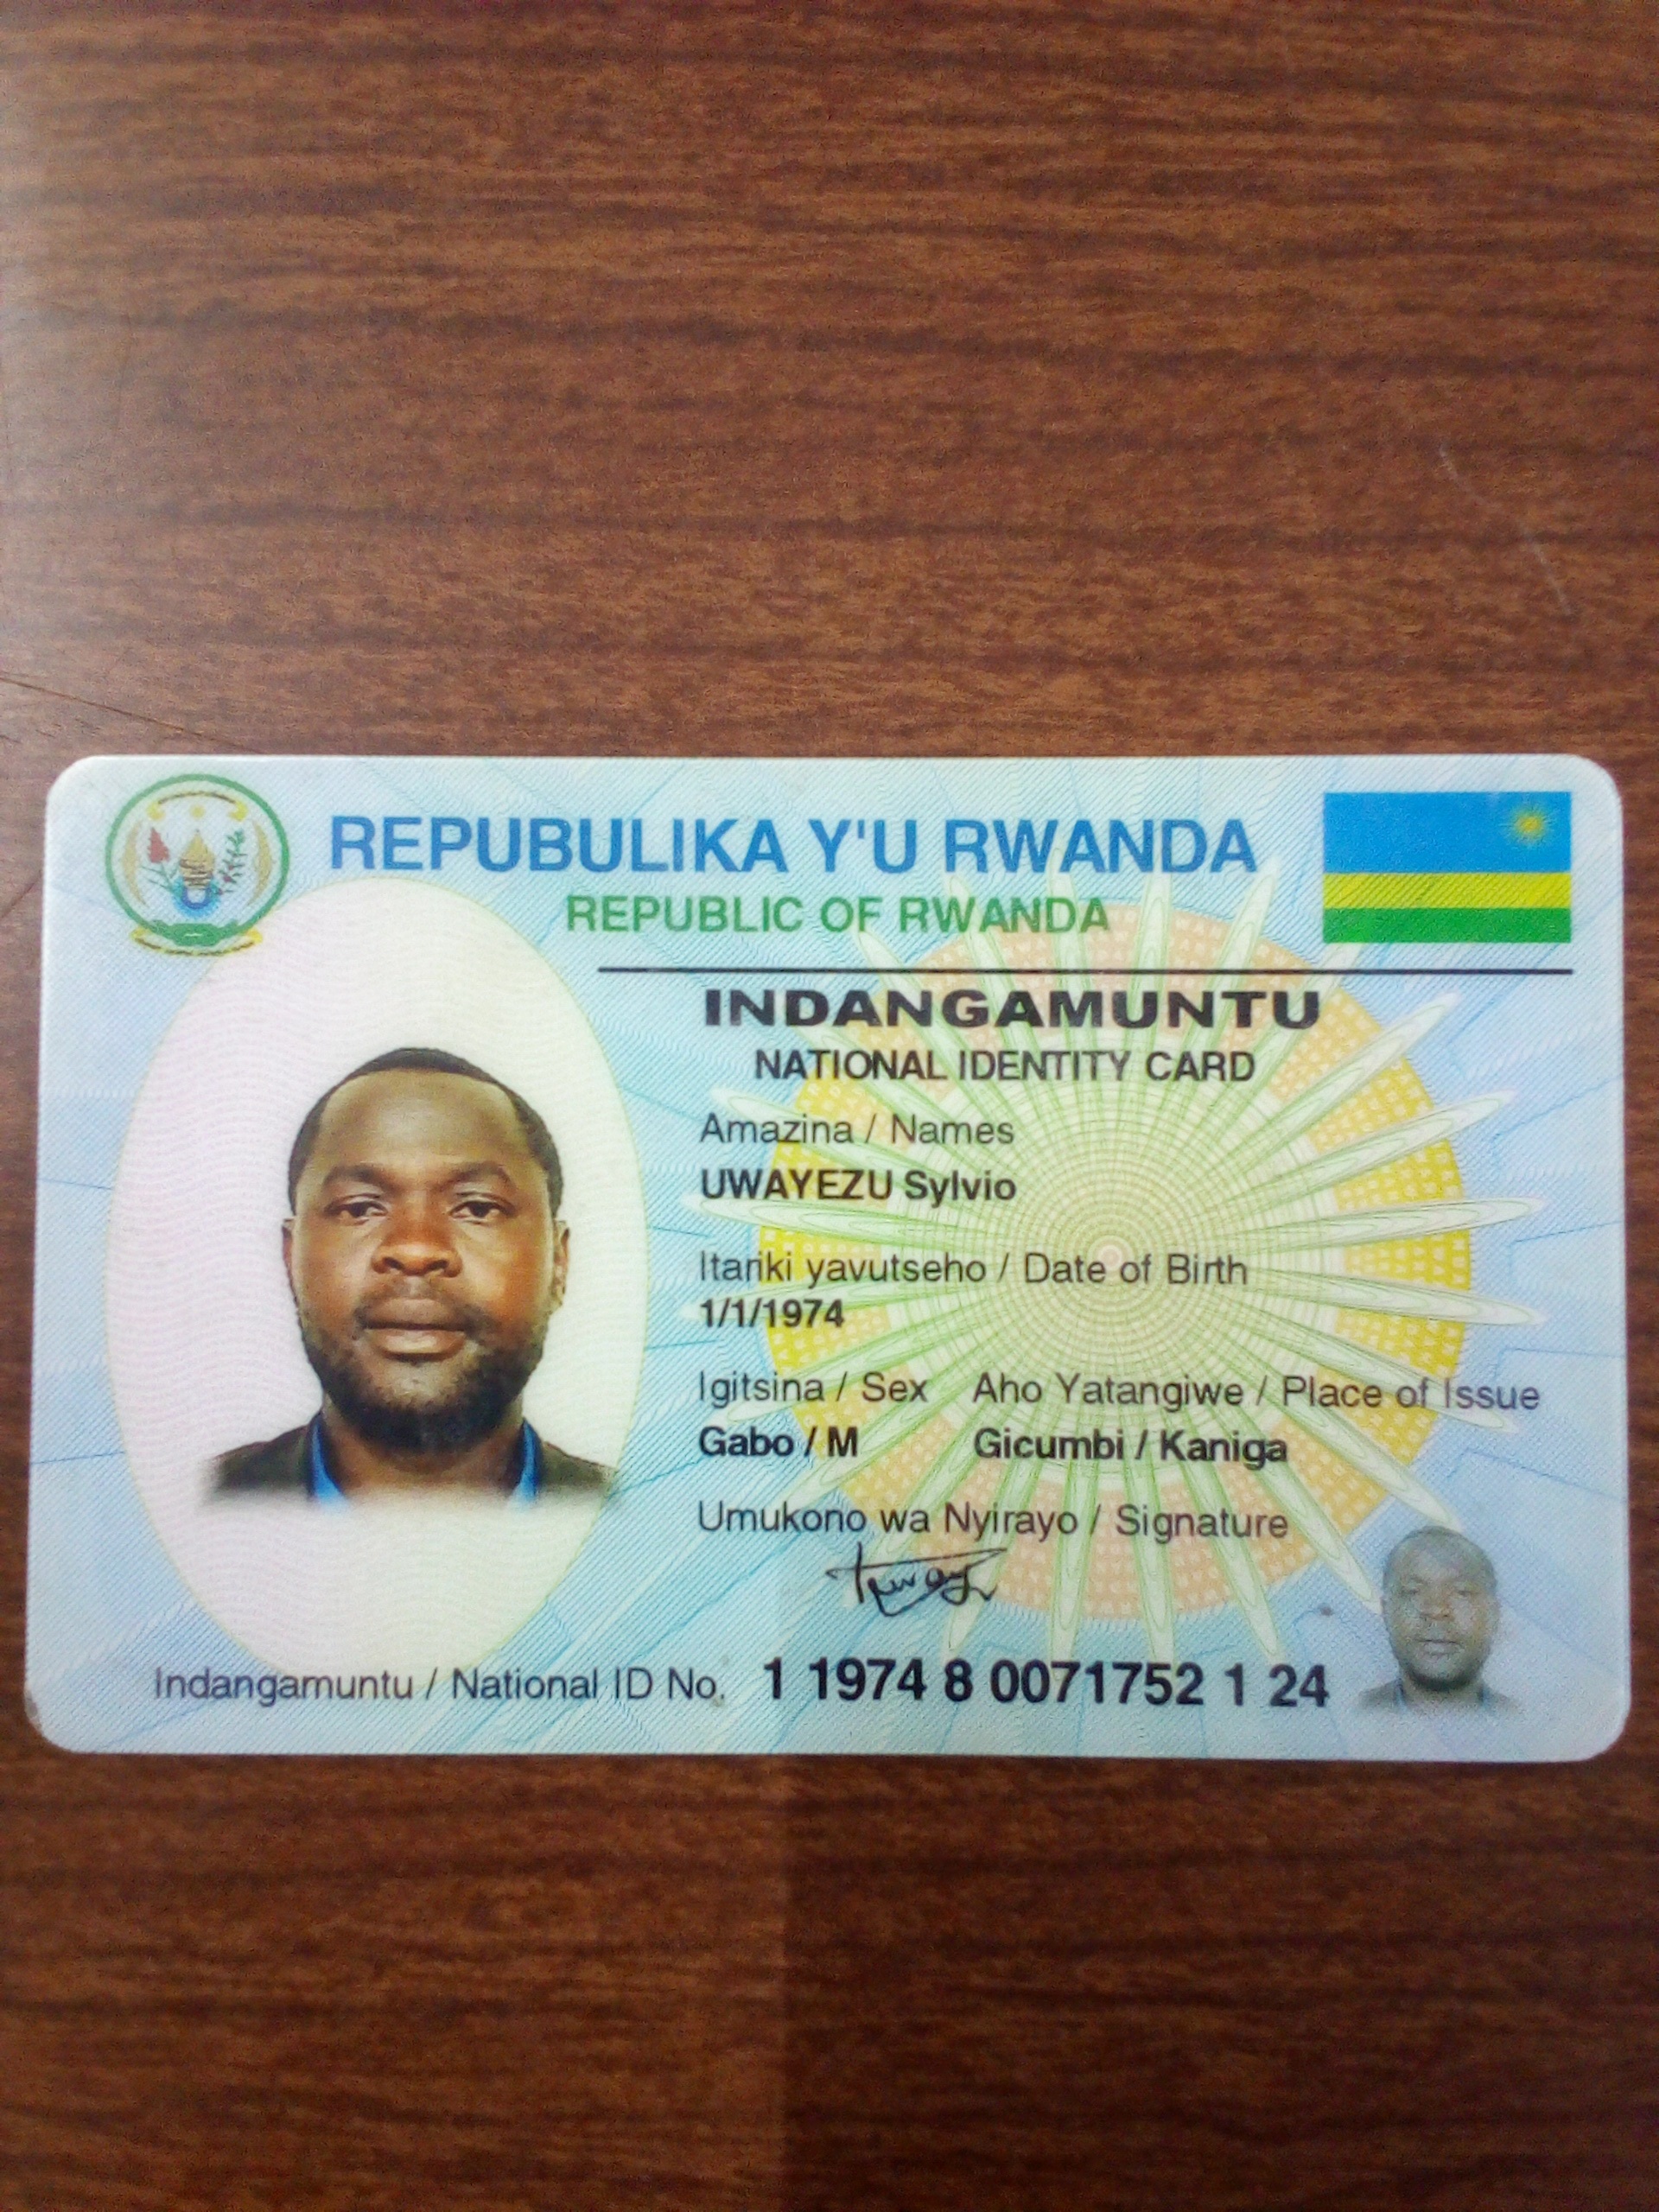 REPUBULIKA Y'U RWANDA
REPUBLIC OF RWANDA
INDANGAMUNTU
NATIONAL IDENTITY CARD
Amazina / Names
UWAYEZU Sylvio
Itariki yavutseho / Date of Birth
1/1/1974
Igitsina / Sex Aho Yatangiwe / Place of Issue
Gabo / M Gicumbi / Kaniga
Umukono wa Nyirayo / Signature
Indangamuntu / National ID No. 1 1974 8 0071752 1 24